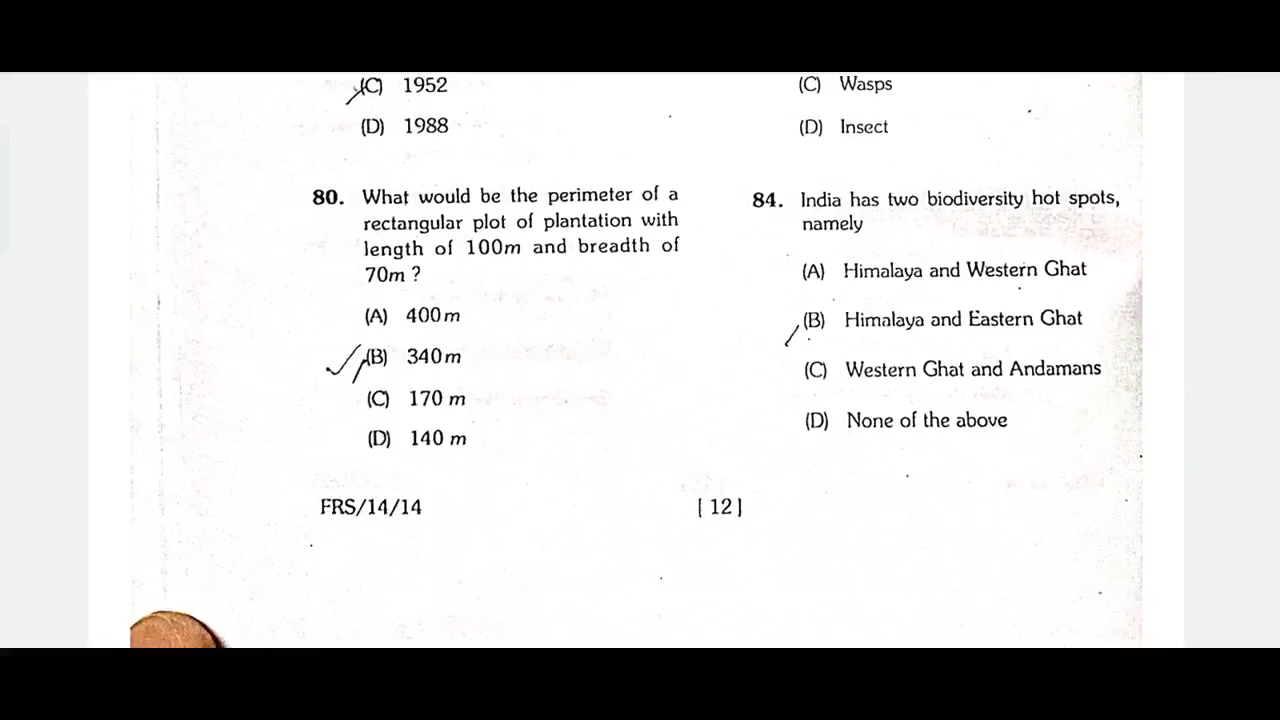 (C) 1952
(D) 1988
80. What would be the perimeter of a
rectangular plot of plantation with
length of 100m and breadth of
70m ?
(A) 400m
(B) 340m
(C) 170 m
(D) 140 m
(C) Wasps
(D) Insect
84. India has two biodiversity hot spots,
namely
(A) Himalaya and Western Ghat
(B) Himalaya and Eastern Ghat
(C) Western Ghat and Andamans
(D) None of the above
FRS/14/14
[ 12 ]